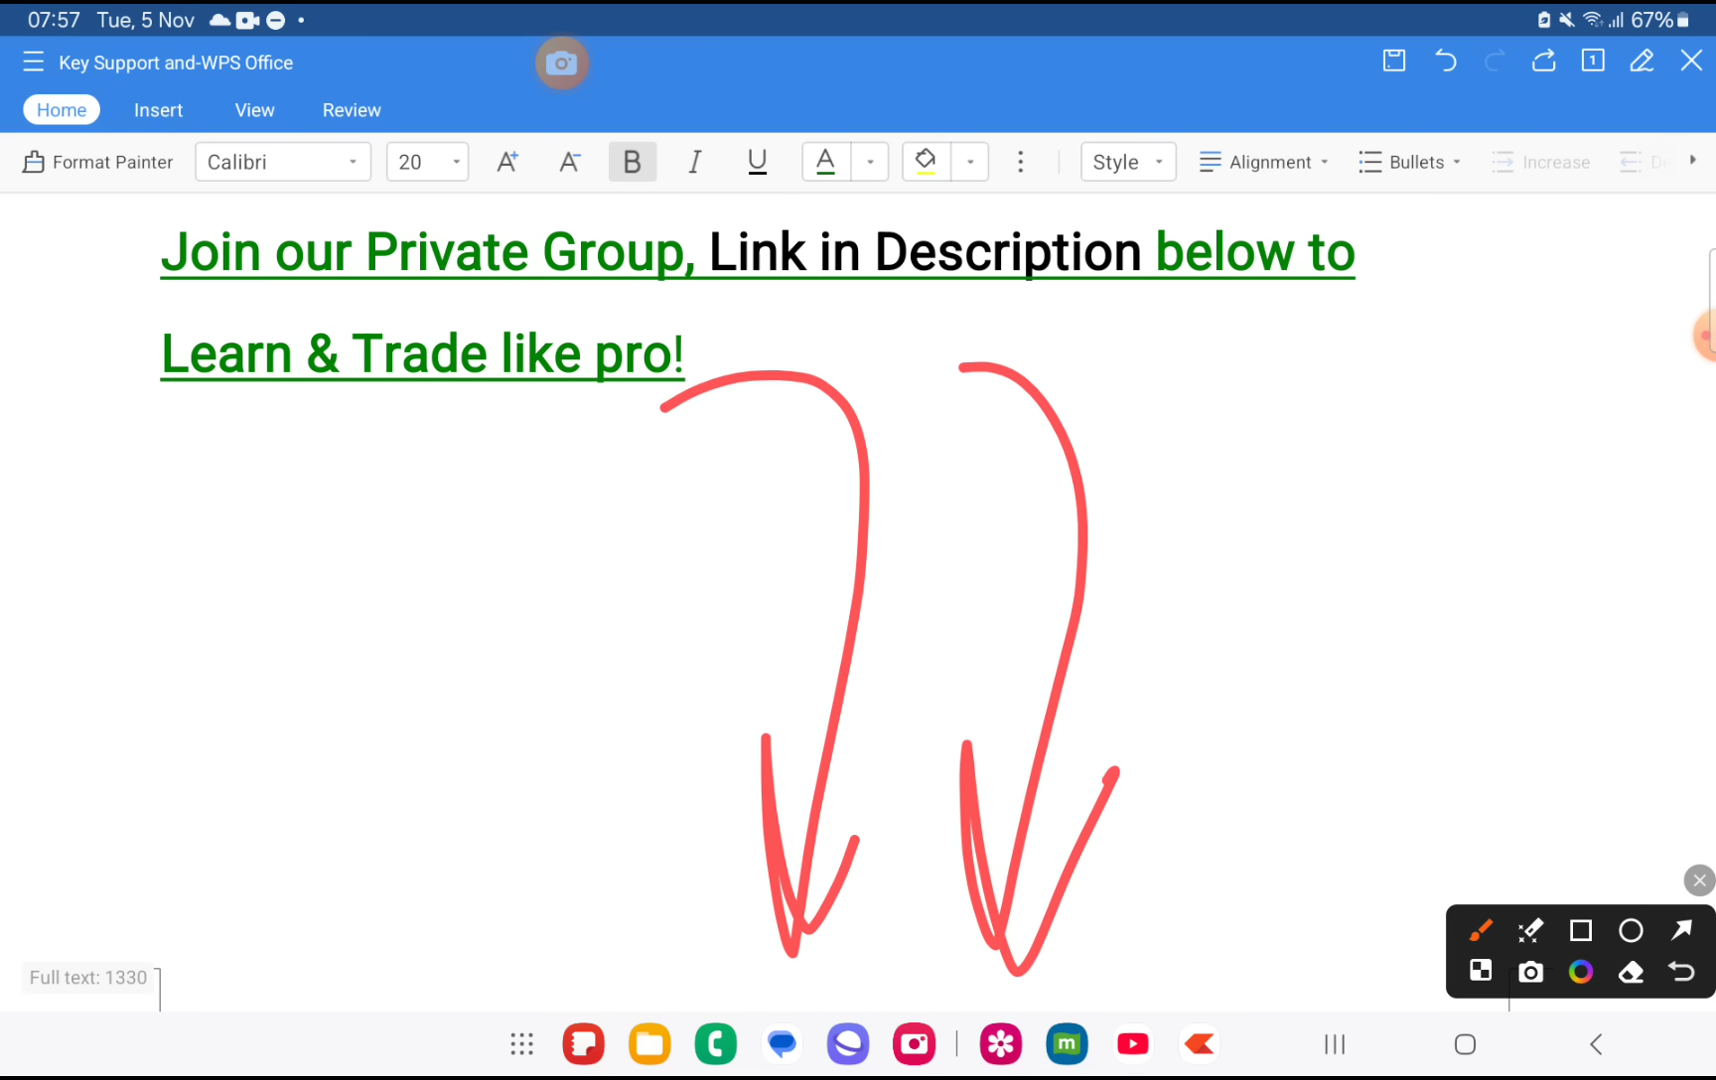 07:57 Tue, 5 Nov 67%
Key Support and-WPS Office
1
Home Insert View Review
Format Painter Calibri 20 A+ A- B I U A Style Alignment Bullets Increase De
Join our Private Group, Link in Description below to
Learn & Trade like pro!
Full text: 1330
m